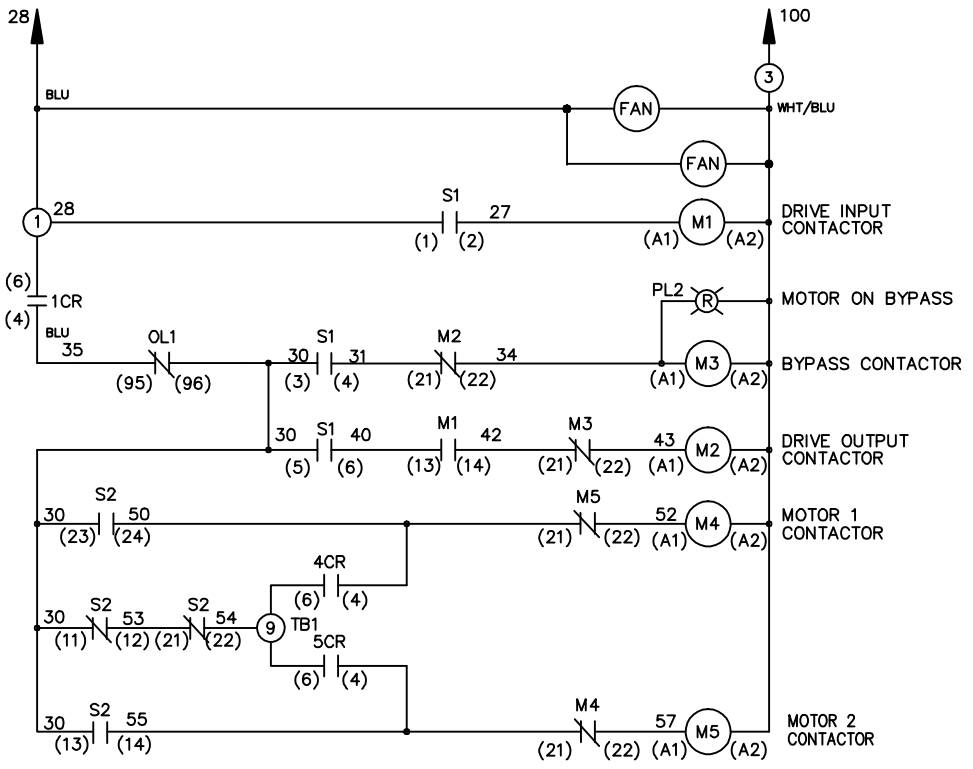 28
100
3
BLU
FAN
WHT/BLU
FAN
1
28
S1
(1)
(2)
27
M1
(A1)
(A2)
DRIVE INPUT
CONTACTOR
(6)
(4)
1CR
PL2
R
MOTOR ON BYPASS
BLU
35
OL1
(95)
(96)
30
S1
31
(3)
(4)
M2
(21)
(22)
34
M3
(A1)
(A2)
BYPASS CONTACTOR
30
S1
40
(5)
(6)
M1
42
(13)
(14)
M3
(21)
(22)
43
M2
(A1)
(A2)
DRIVE OUTPUT
CONTACTOR
30
S2
50
(23)
(24)
M5
(21)
(22)
52
M4
(A1)
(A2)
MOTOR 1
CONTACTOR
4CR
(6)
(4)
30
S2
53
(11)
(12)
S2
54
(21)
(22)
9
TB1
5CR
(6)
(4)
30
S2
55
(13)
(14)
M4
(21)
(22)
57
M5
(A1)
(A2)
MOTOR 2
CONTACTOR